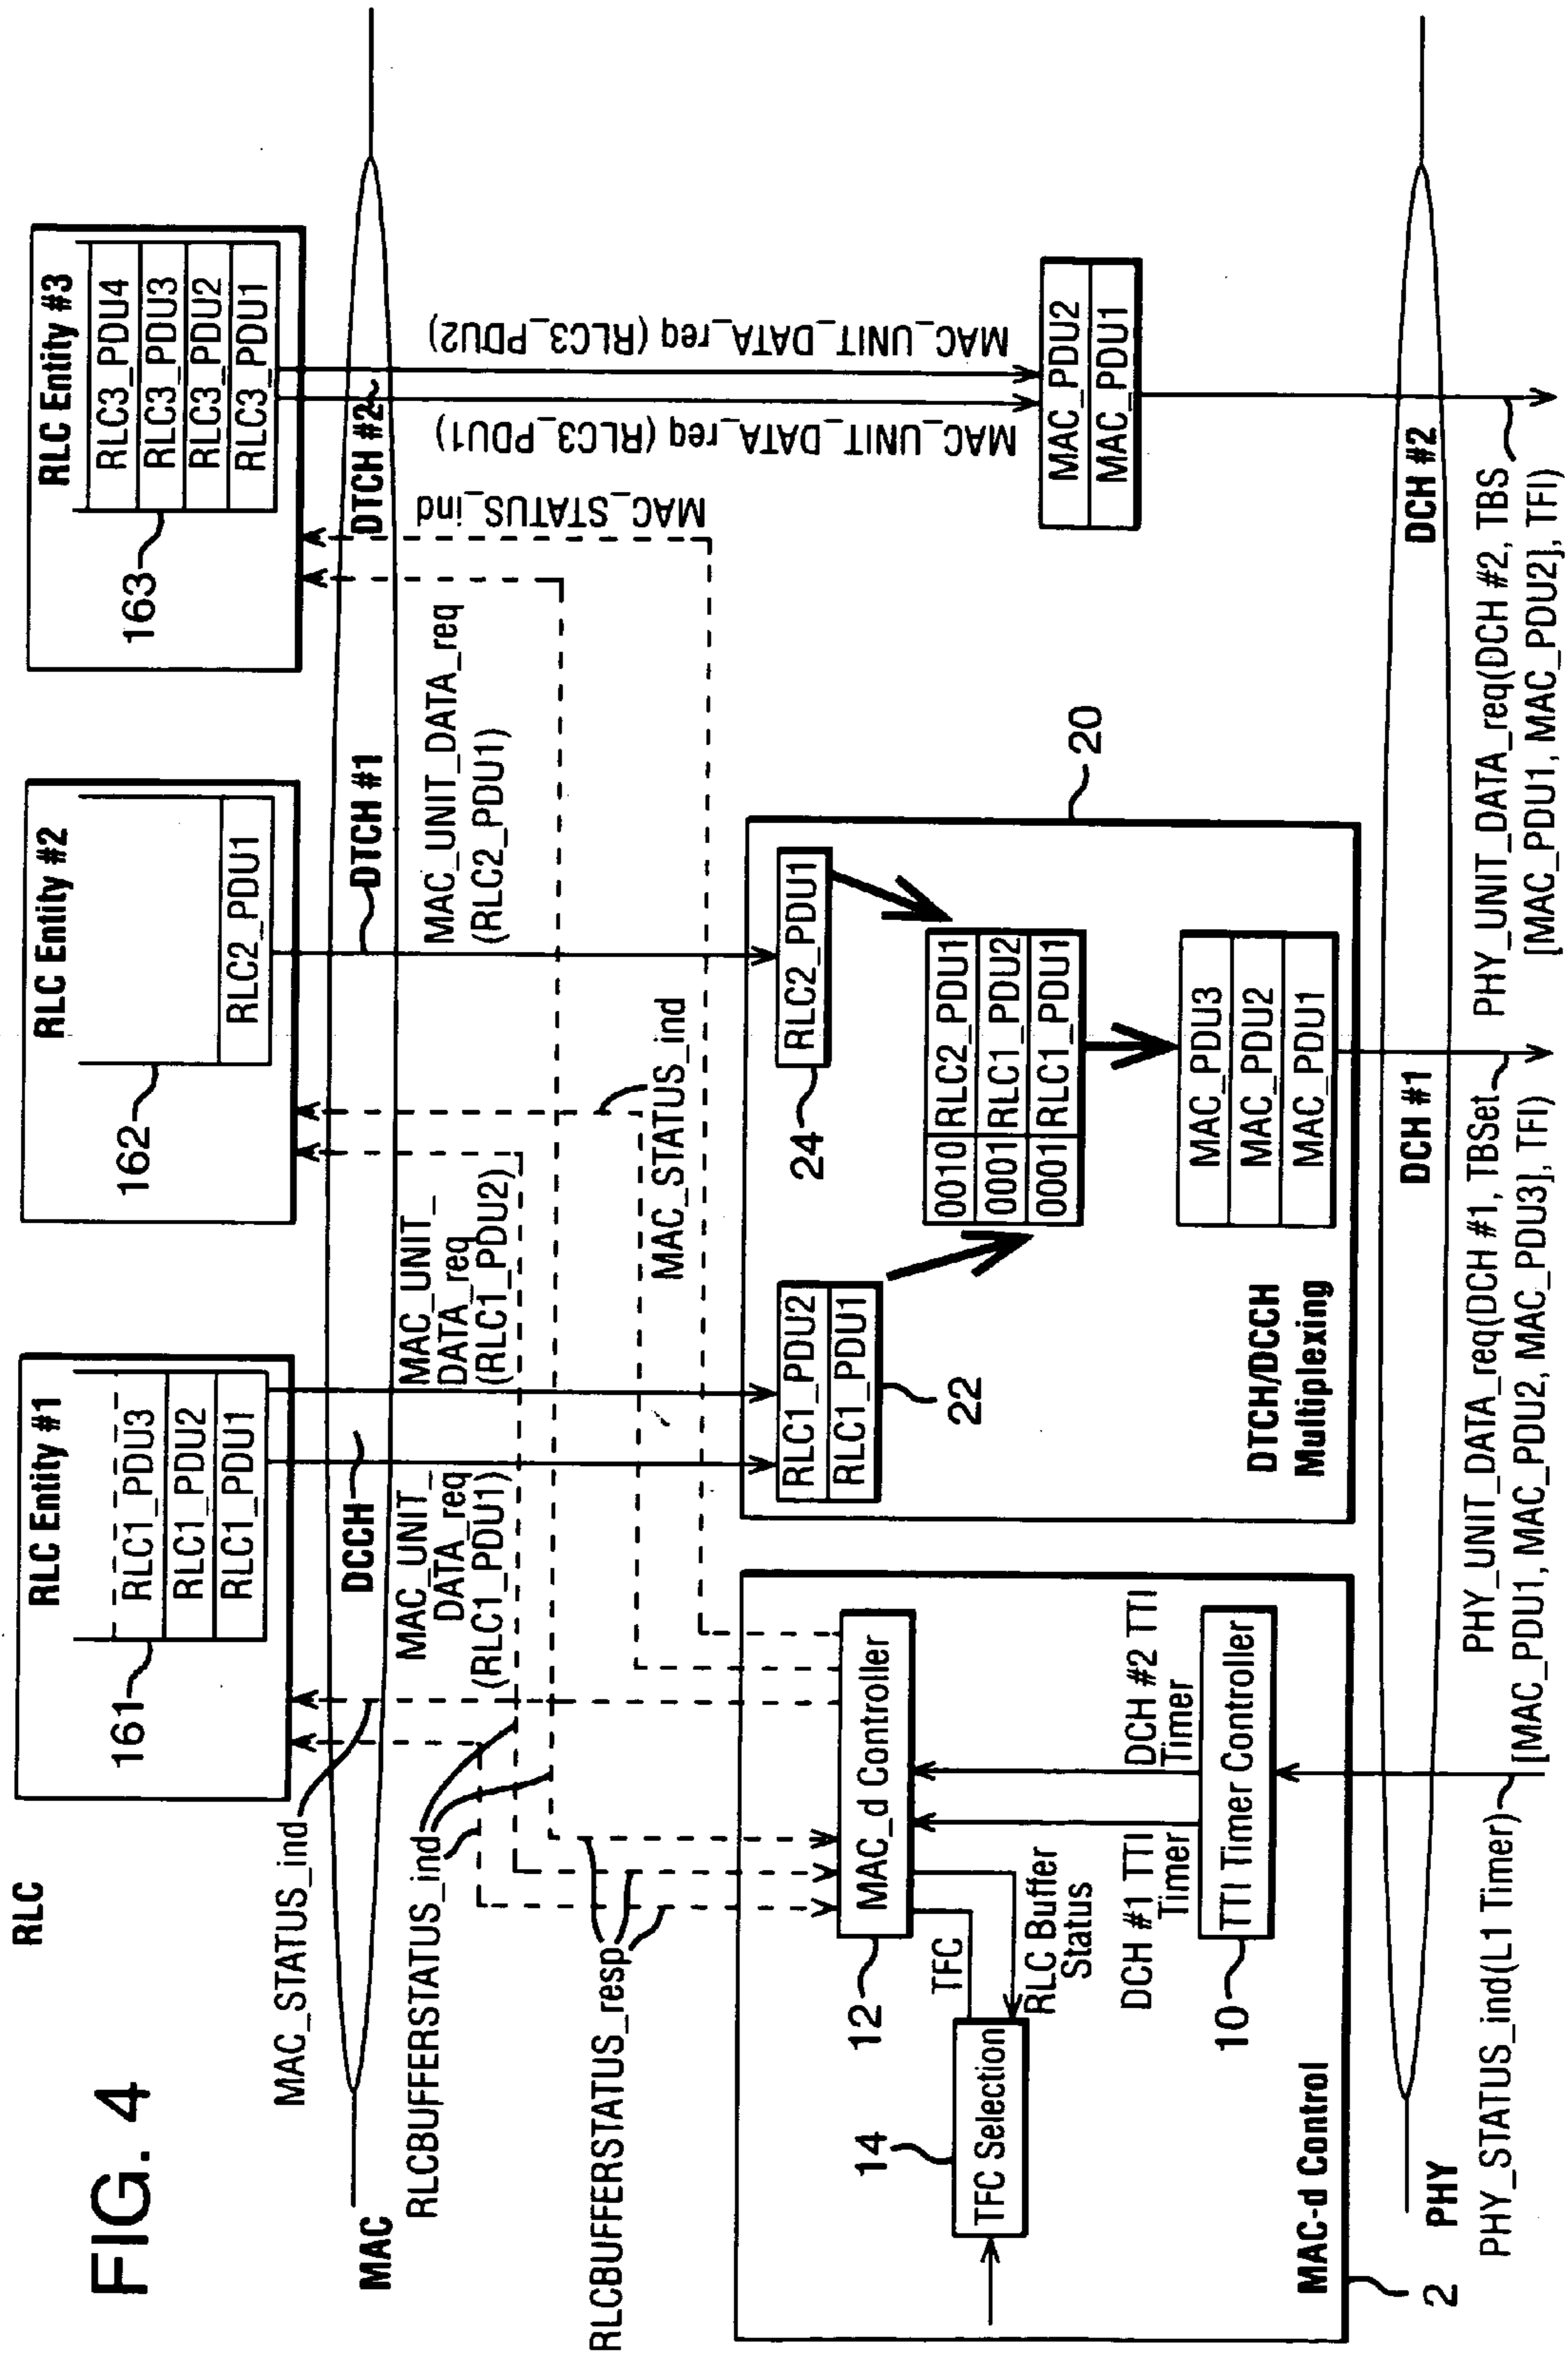 FIG. 4
RLC
RLC Entity #1
RLC1_PDU3
RLC1_PDU2
RLC1_PDU1
161
RLC Entity #2
RLC2_PDU1
162
RLC Entity #3
RLC3_PDU4
RLC3_PDU3
RLC3_PDU2
RLC3_PDU1
163
MAC
MAC_STATUS_ind
DCCH
DTCH #1
DTCH #2
RLCBUFFERSTATUS_ind
RLCBUFFERSTATUS_resp
MAC_UNIT_
DATA_req
(RLC1_PDU1)
MAC_UNIT_
DATA_req
(RLC1_PDU2)
MAC_STATUS_ind
MAC_UNIT_DATA_req
(RLC2_PDU1)
MAC_STATUS_ind
MAC_UNIT_DATA_req (RLC3_PDU1)
MAC_UNIT_DATA_req (RLC3_PDU2)
MAC_d Controller
12
TFC
RLC Buffer
Status
TFC Selection
14
DCH #1 TTI
Timer
DCH #2 TTI
Timer
TTI Timer Controller
10
MAC-d Control
2
RLC1_PDU2
RLC1_PDU1
22
RLC2_PDU1
24
0010 RLC2_PDU1
0001 RLC1_PDU2
0001 RLC1_PDU1
MAC_PDU3
MAC_PDU2
MAC_PDU1
DTCH/DCCH
Multiplexing
20
MAC_PDU2
MAC_PDU1
PHY
DCH #1
DCH #2
PHY_STATUS_ind(L1 Timer)
PHY_UNIT_DATA_req(DCH #1, TBSet
[MAC_PDU1, MAC_PDU2, MAC_PDU3], TFI)
PHY_UNIT_DATA_req(DCH #2, TBS
[MAC_PDU1, MAC_PDU2], TFI)